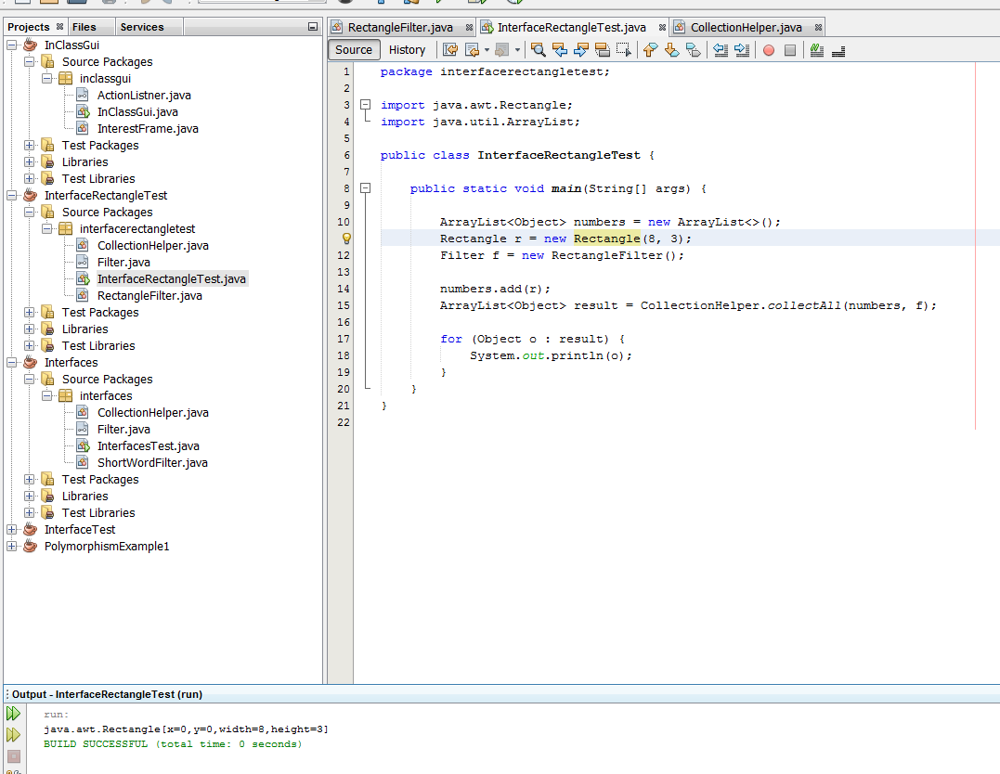 Projects Files Services
InClassGui
Source Packages
inclassgui
ActionListner.java
InClassGui.java
InterestFrame.java
Test Packages
Libraries
Test Libraries
InterfaceRectangleTest
Source Packages
interfacerectangletest
CollectionHelper.java
Filter.java
InterfaceRectangleTest.java
RectangleFilter.java
Test Packages
Libraries
Test Libraries
Interfaces
Source Packages
interfaces
CollectionHelper.java
Filter.java
InterfacesTest.java
ShortWordFilter.java
Test Packages
Libraries
Test Libraries
InterfaceTest
PolymorphismExample1
RectangleFilter.java InterfaceRectangleTest.java CollectionHelper.java
Source History
1 package interfacerectangletest;
2
3 import java.awt.Rectangle;
4 import java.util.ArrayList;
5
6 public class InterfaceRectangleTest {
7
8 public static void main(String[] args) {
9
10 ArrayList<Object> numbers = new ArrayList<>();
Rectangle r = new Rectangle(8, 3);
12 Filter f = new RectangleFilter();
13
14 numbers.add(r);
15 ArrayList<Object> result = CollectionHelper.collectAll(numbers, f);
16
17 for (Object o : result) {
18 System.out.println(o);
19 }
20 }
21 }
22
Output - InterfaceRectangleTest (run)
run:
java.awt.Rectangle[x=0,y=0,width=8,height=3]
BUILD SUCCESSFUL (total time: 0 seconds)